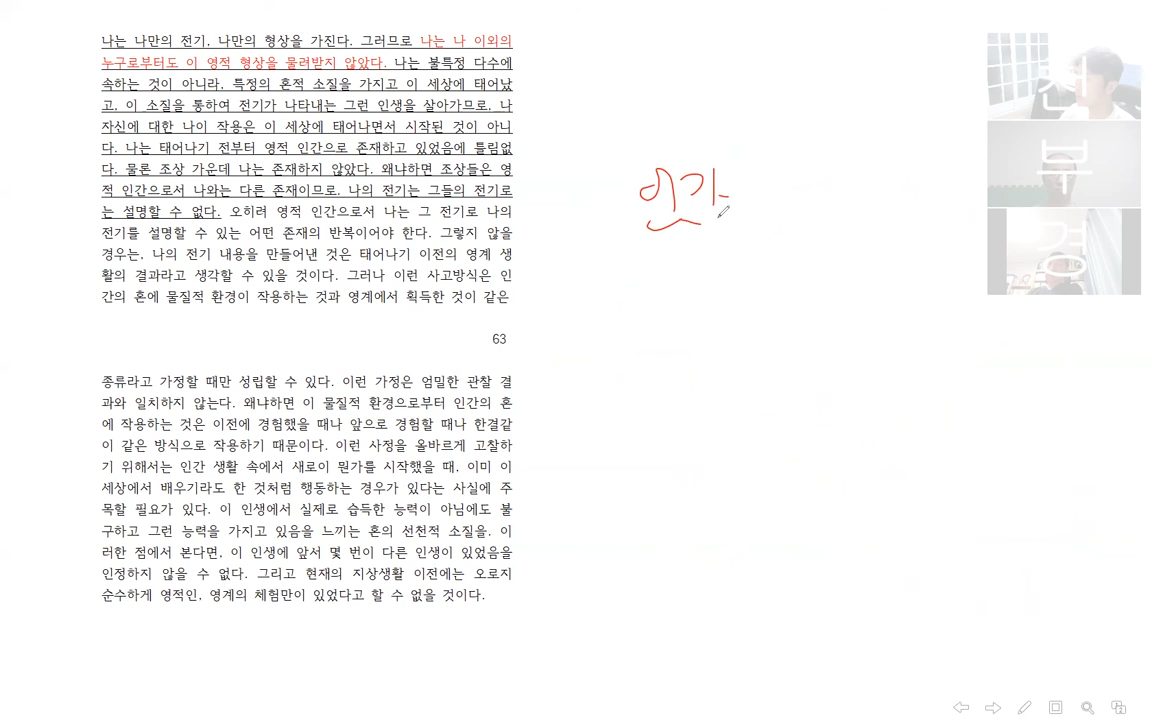 나는 나만의 전기, 나만의 형상을 가진다. 그러므로 나는 나 이외의
누구로부터도 이 영적 형상을 물려받지 않았다. 나는 불특정 다수에
속하는 것이 아니라, 특정의 혼적 소질을 가지고 이 세상에 태어났
고, 이 소질을 통하여 전기가 나타내는 그런 인생을 살아가므로, 나
자신에 대한 나이 작용은 이 세상에 태어나면서 시작된 것이 아니
다. 나는 태어나기 전부터 영적 인간으로 존재하고 있었음에 틀림없
다. 물론 조상 가운데 나는 존재하지 않았다. 왜냐하면 조상들은 영
적 인간으로서 나와는 다른 존재이므로, 나의 전기는 그들의 전기로
는 설명할 수 없다. 오히려 영적 인간으로서 나는 그 전기로 나의
전기를 설명할 수 있는 어떤 존재의 반복이어야 한다. 그렇지 않을
경우는, 나의 전기 내용을 만들어낸 것은 태어나기 이전의 영계 생
활의 결과라고 생각할 수 있을 것이다. 그러나 이런 사고방식은 인
간의 혼에 물질적 환경이 작용하는 것과 영계에서 획득한 것이 같은
63
종류라고 가정할 때만 성립할 수 있다. 이런 가정은 엄밀한 관찰 결
과와 일치하지 않는다. 왜냐하면 이 물질적 환경으로부터 인간의 혼
에 작용하는 것은 이전에 경험했을 때나 앞으로 경험할 때나 한결같
이 같은 방식으로 작용하기 때문이다. 이런 사정을 올바르게 고찰하
기 위해서는 인간 생활 속에서 새로이 뭔가를 시작했을 때, 이미 이
세상에서 배우기라도 한 것처럼 행동하는 경우가 있다는 사실에 주
목할 필요가 있다. 이 인생에서 실제로 습득한 능력이 아님에도 불
구하고 그런 능력을 가지고 있음을 느끼는 혼의 선천적 소질을. 이
러한 점에서 본다면, 이 인생에 앞서 몇 번이 다른 인생이 있었음을
인정하지 않을 수 없다. 그리고 현재의 지상생활 이전에는 오로지
순수하게 영적인, 영계의 체험만이 있었다고 할 수 없을 것이다.
천
부
경